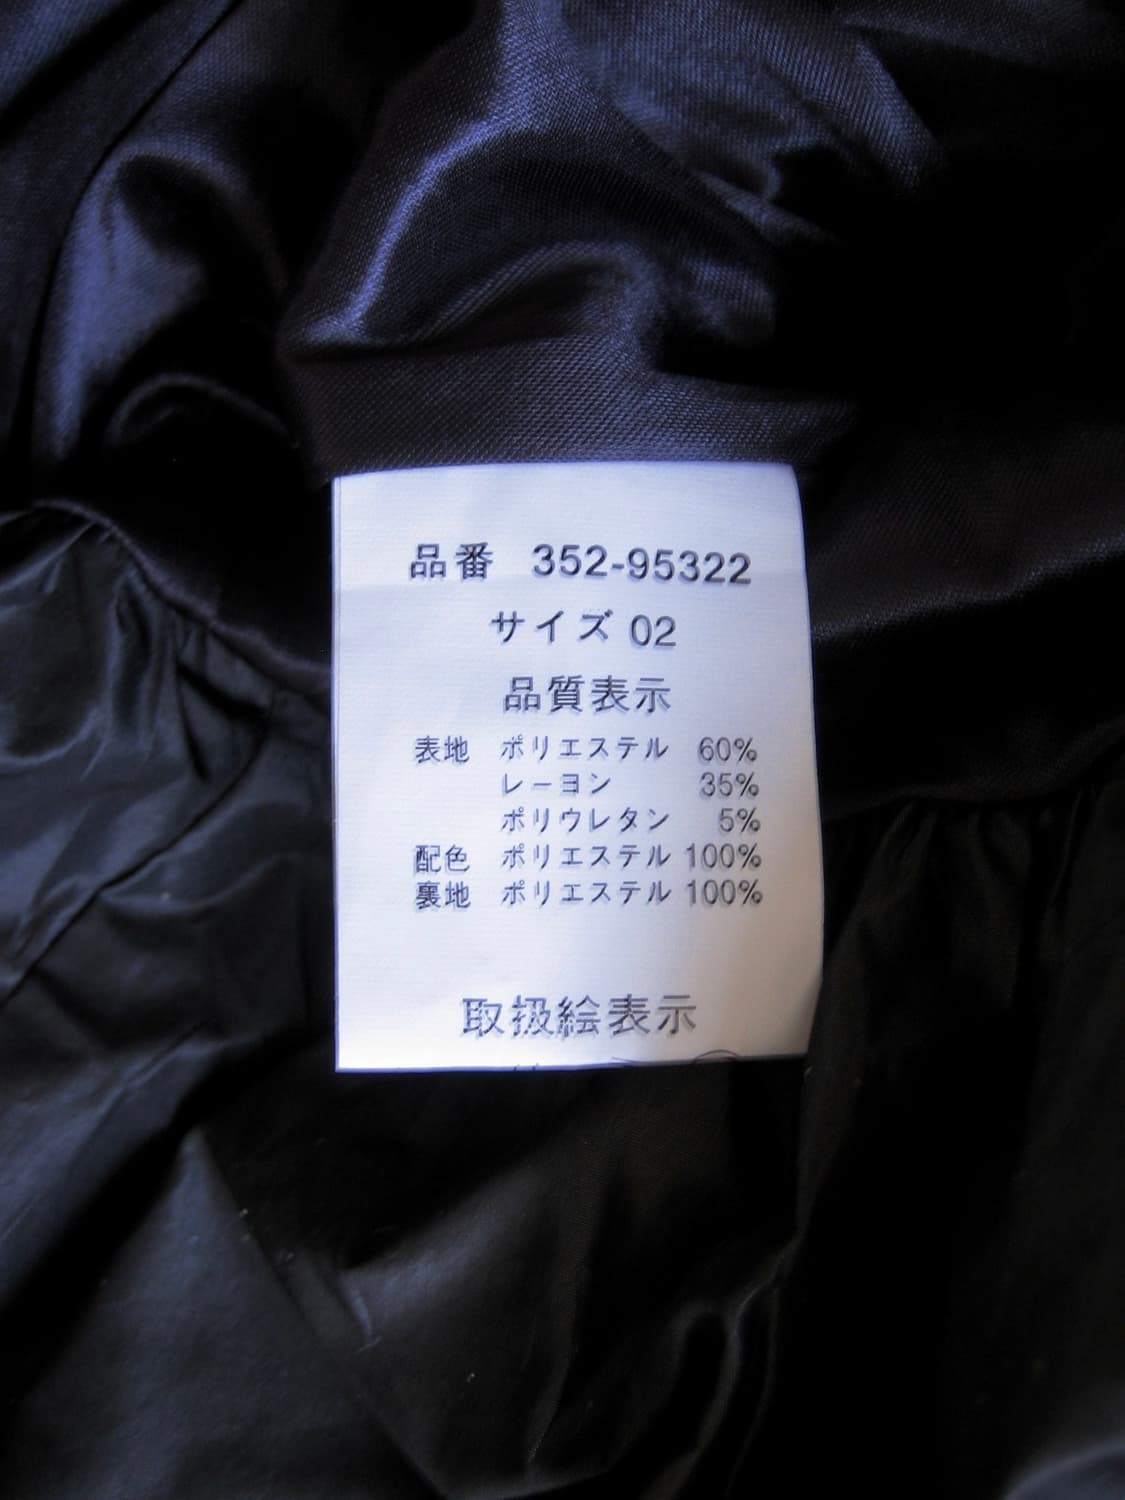 品番 352-95322
サイズ 02
品質表示
表地 ポリエステル 60%
レーヨン 35%
ポリウレタン 5%
配色 ポリエステル 100%
裏地 ポリエステル 100%
取扱絵表示